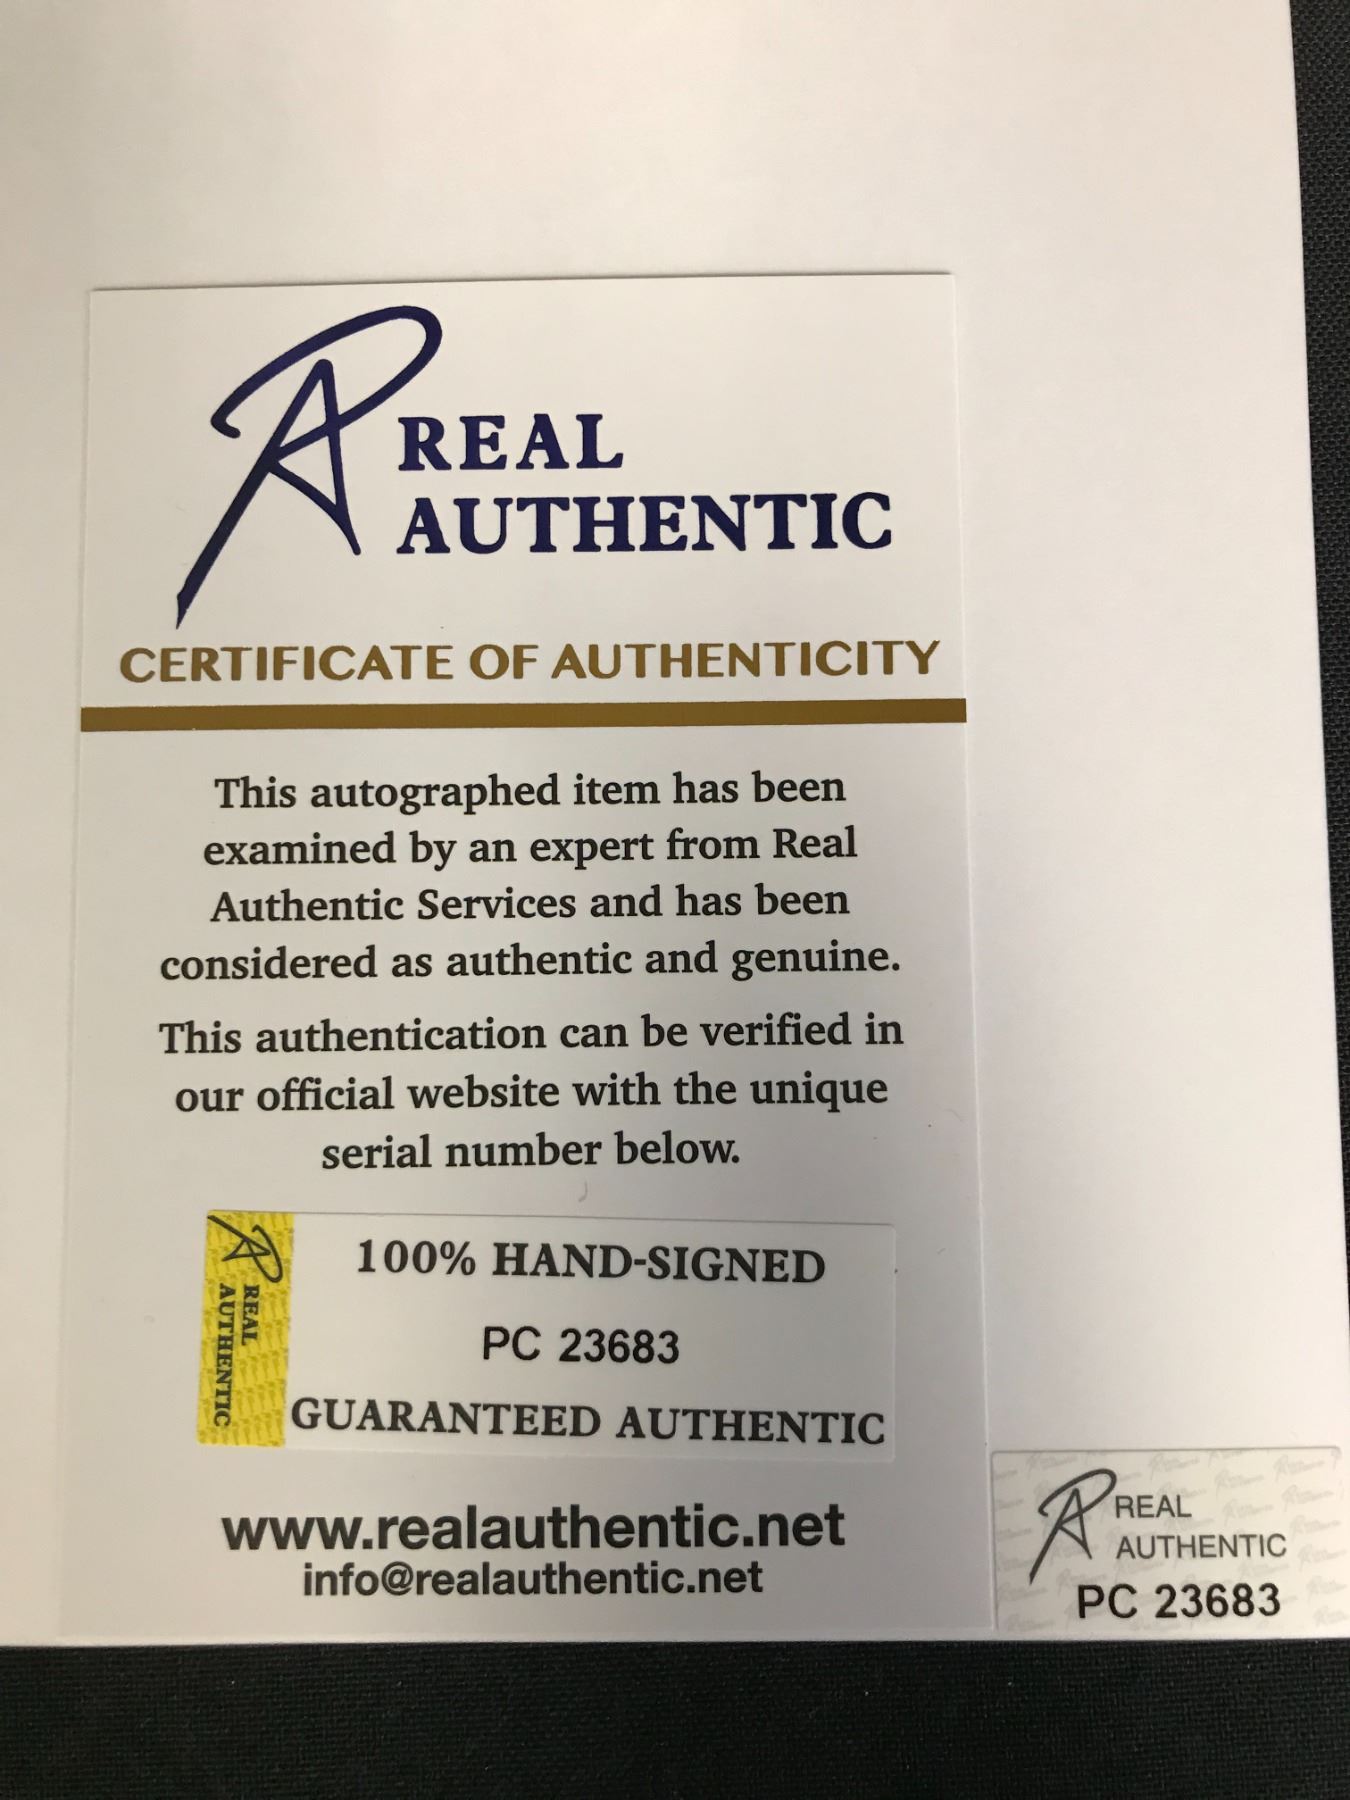 REAL
AUTHENTIC
CERTIFICATE OF AUTHENTICITY
This autographed item has been
examined by an expert from Real
Authentic Services and has been
considered as authentic and genuine.
This authentication can be verified in
our official website with the unique
serial number below.
REAL
AUTHENTIC
100% HAND-SIGNED
PC 23683
GUARANTEED AUTHENTIC
www.realauthentic.net
info@realauthentic.net
REAL
AUTHENTIC
PC 23683